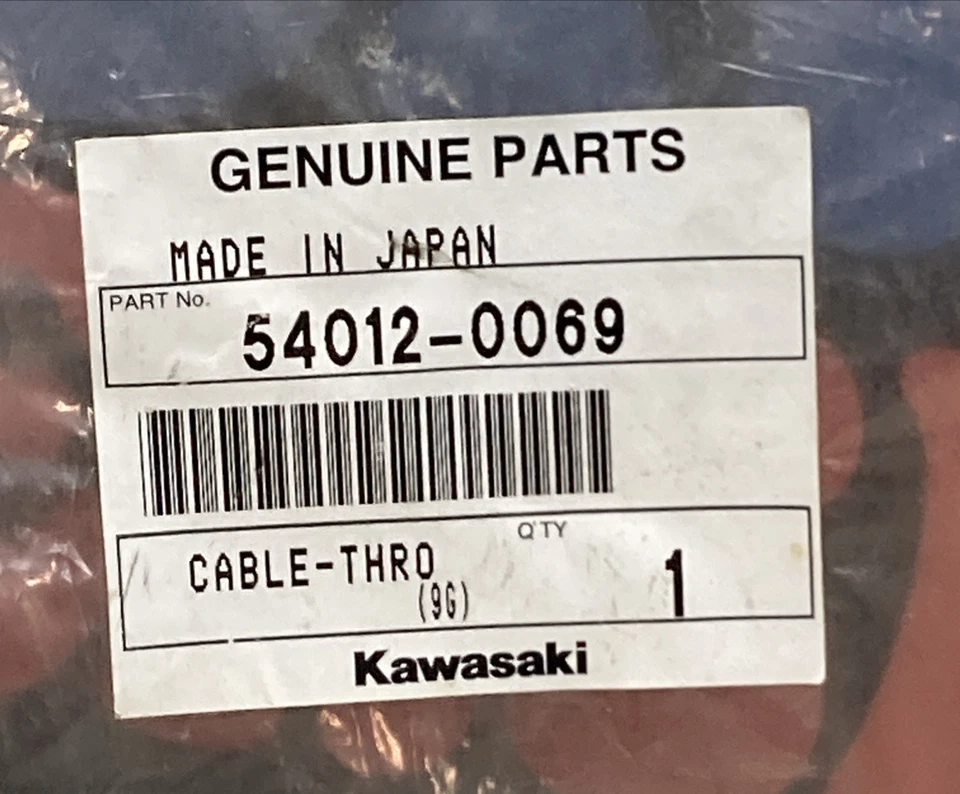 GENUINE PARTS
MADE IN JAPAN
PART No.
54012-0069
Q'TY
CABLE-THRO
1
(9G)
Kawasaki